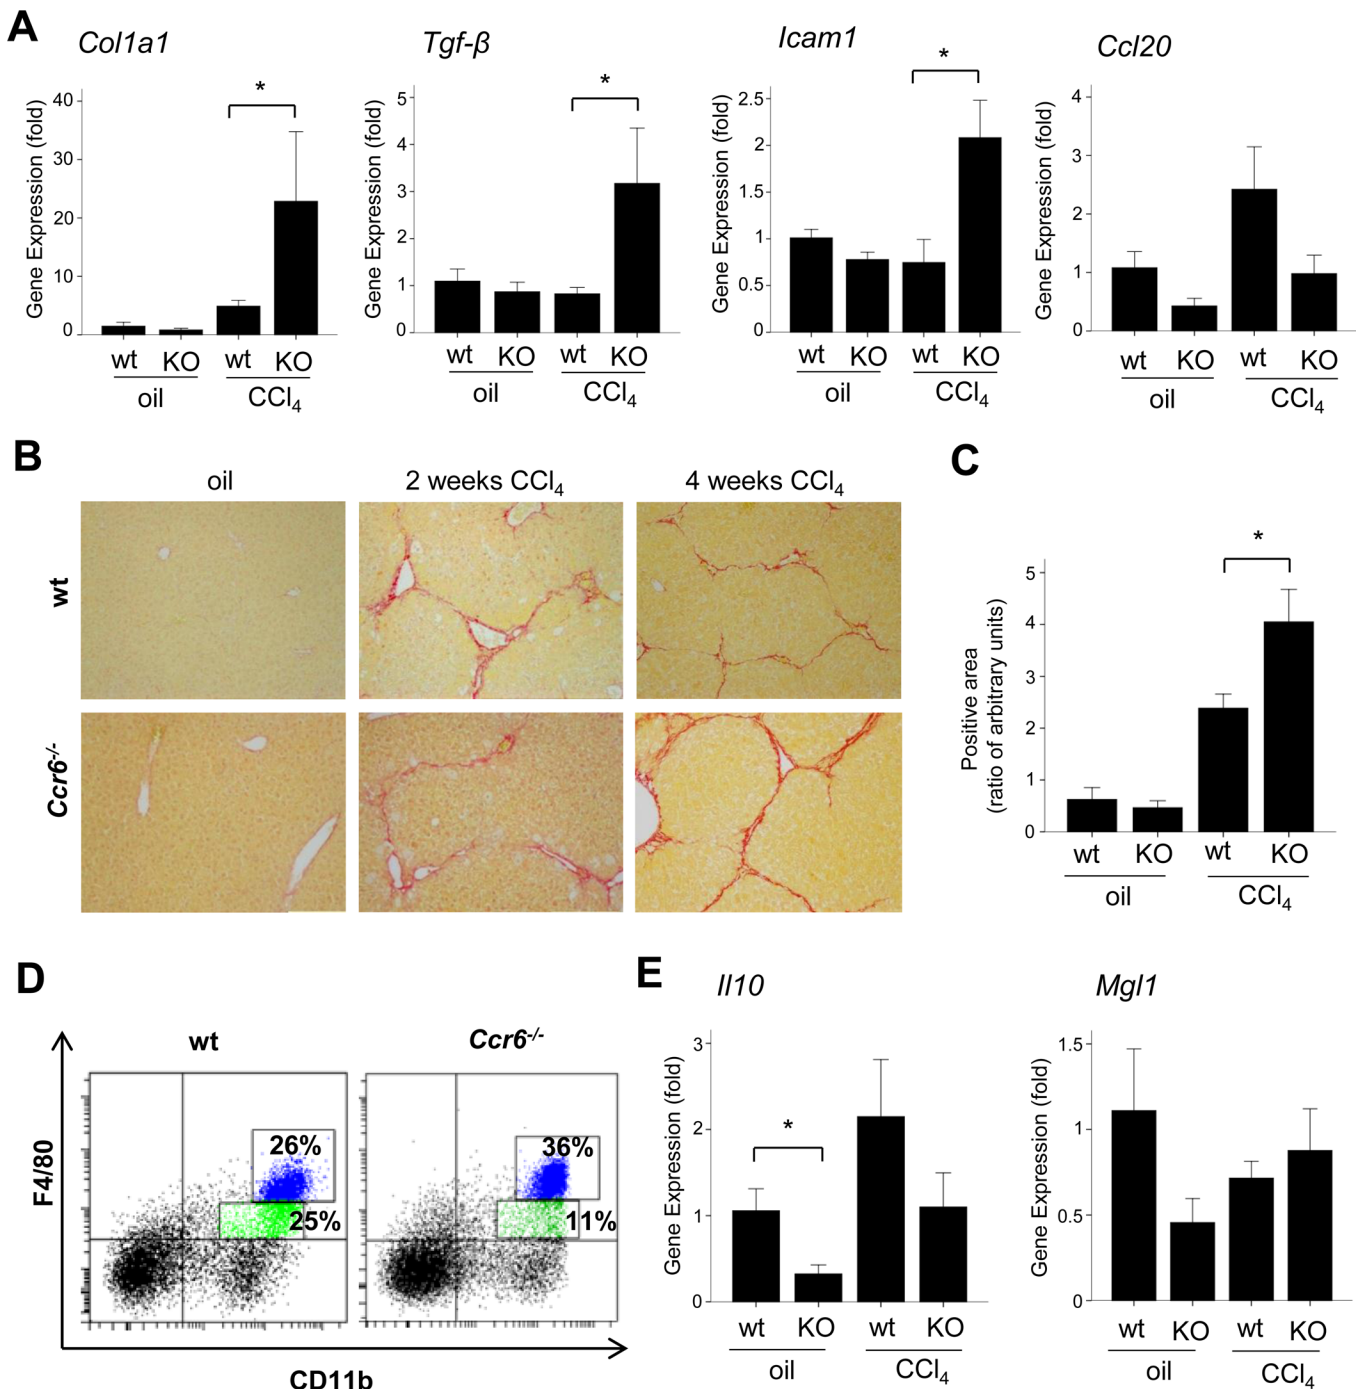 A
Col1a1
Tgf-β
Icam1
Ccl20
*
*
*
Gene Expression (fold)
40
30
20
10
0
Gene Expression (fold)
5
4
3
2
1
0
Gene Expression (fold)
2.5
2
1.5
1
0.5
0
Gene Expression (fold)
4
3
2
1
0
wt KO wt KO
oil CCl4
wt KO wt KO
oil CCl4
wt KO wt KO
oil CCl4
wt KO wt KO
oil CCl4
B
oil
2 weeks CCl4
4 weeks CCl4
wt
Ccr6-/-
C
*
Positive area
(ratio of arbitrary units)
5
4
3
2
1
0
wt KO wt KO
oil CCl4
D
wt
Ccr6-/-
F4/80
26%
25%
36%
11%
CD11b
E
Il10
Mgl1
Gene Expression (fold)
3
2
1
0
*
wt KO wt KO
oil CCl4
Gene Expression (fold)
1.5
1
0.5
0
wt KO wt KO
oil CCl4